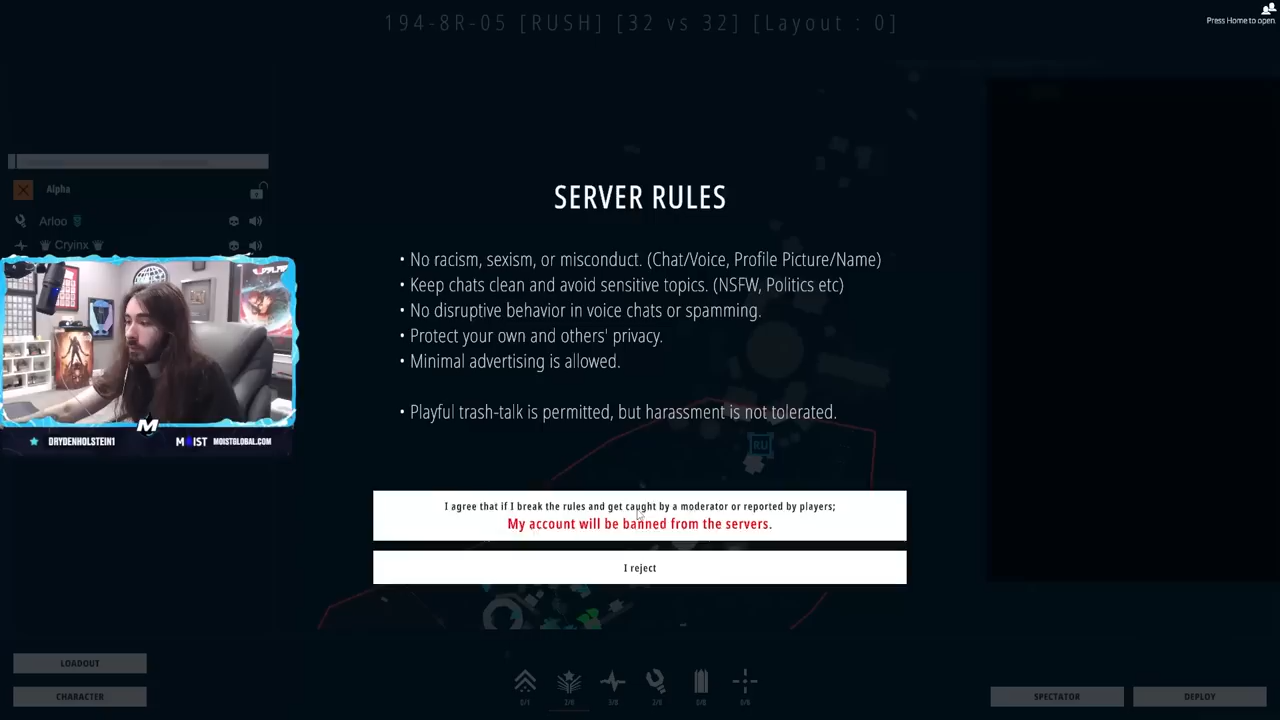 194-8R-05 [RUSH] [32 vs 32] [Layout : 0]
Press Home to open.
Alpha
Arloo
Cryinx
SERVER RULES
• No racism, sexism, or misconduct. (Chat/Voice, Profile Picture/Name)
• Keep chats clean and avoid sensitive topics. (NSFW, Politics etc)
• No disruptive behavior in voice chats or spamming.
• Protect your own and others' privacy.
• Minimal advertising is allowed.
• Playful trash-talk is permitted, but harassment is not tolerated.
RU
DRYDENHOLSTEIN1
MOIST MOISTGLOBAL.COM
I agree that if I break the rules and get caught by a moderator or reported by players;
My account will be banned from the servers.
I reject
LOADOUT
CHARACTER
SPECTATOR
DEPLOY